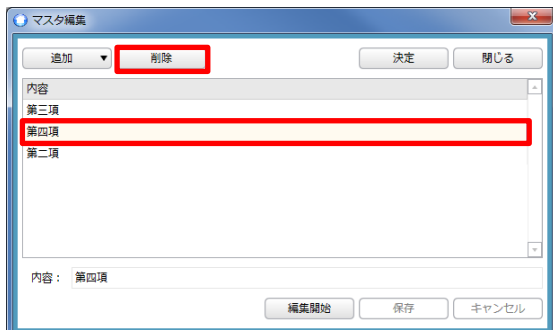 マスタ編集
追加 ▼ 削除 決定 閉じる
内容
第三項
第四項
第二項
内容： 第四項
編集開始 保存 キャンセル